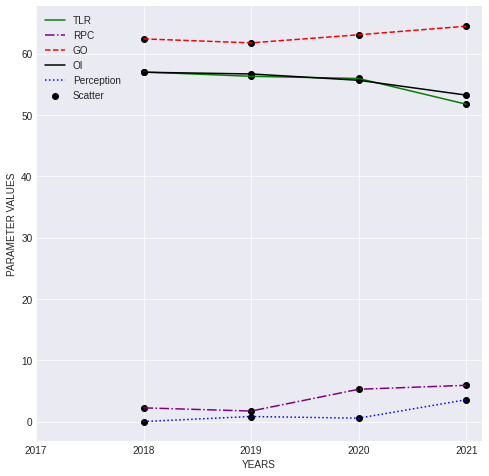 TLR
RPC
GO
OI
Perception
Scatter
60
50
40
30
20
10
0
PARAMETER VALUES
2017 2018 2019 2020 2021
YEARS